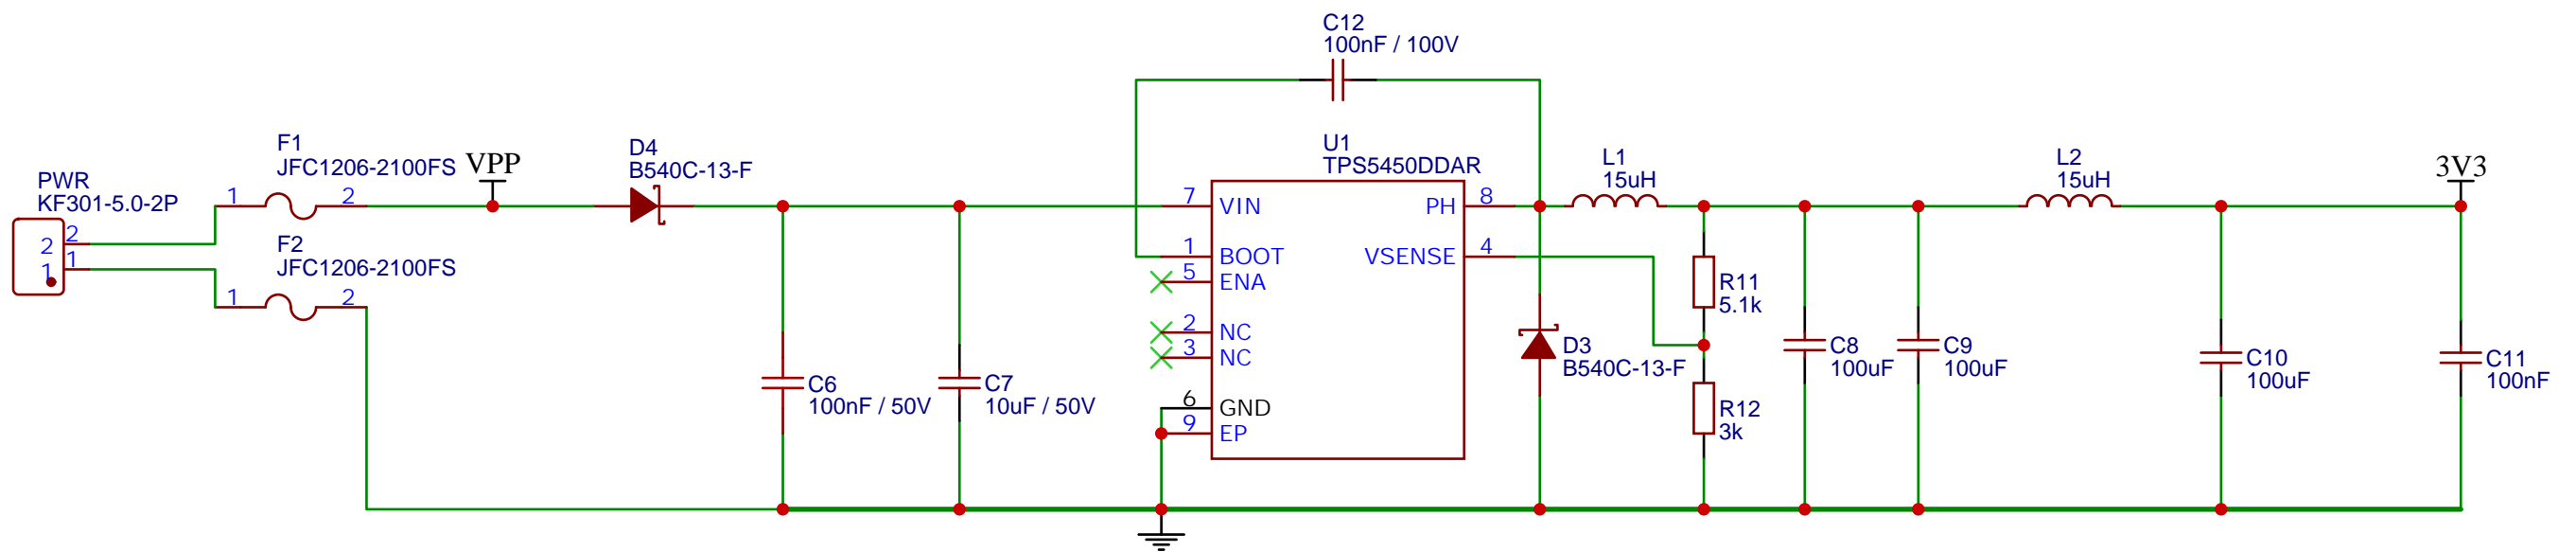 C12
100nF / 100V
F1
JFC1206-2100FS
VPP
D4
B540C-13-F
U1
TPS5450DDAR
L1
15uH
L2
15uH
3V3
PWR
KF301-5.0-2P
1
2
2
2
1
1
F2
JFC1206-2100FS
1
2
7
VIN
PH
8
1
BOOT
VSENSE
4
5
ENA
2
NC
3
NC
6
GND
9
EP
R11
5.1k
D3
B540C-13-F
C8
100uF
C9
100uF
C10
100uF
C11
100nF
C6
100nF / 50V
C7
10uF / 50V
R12
3k